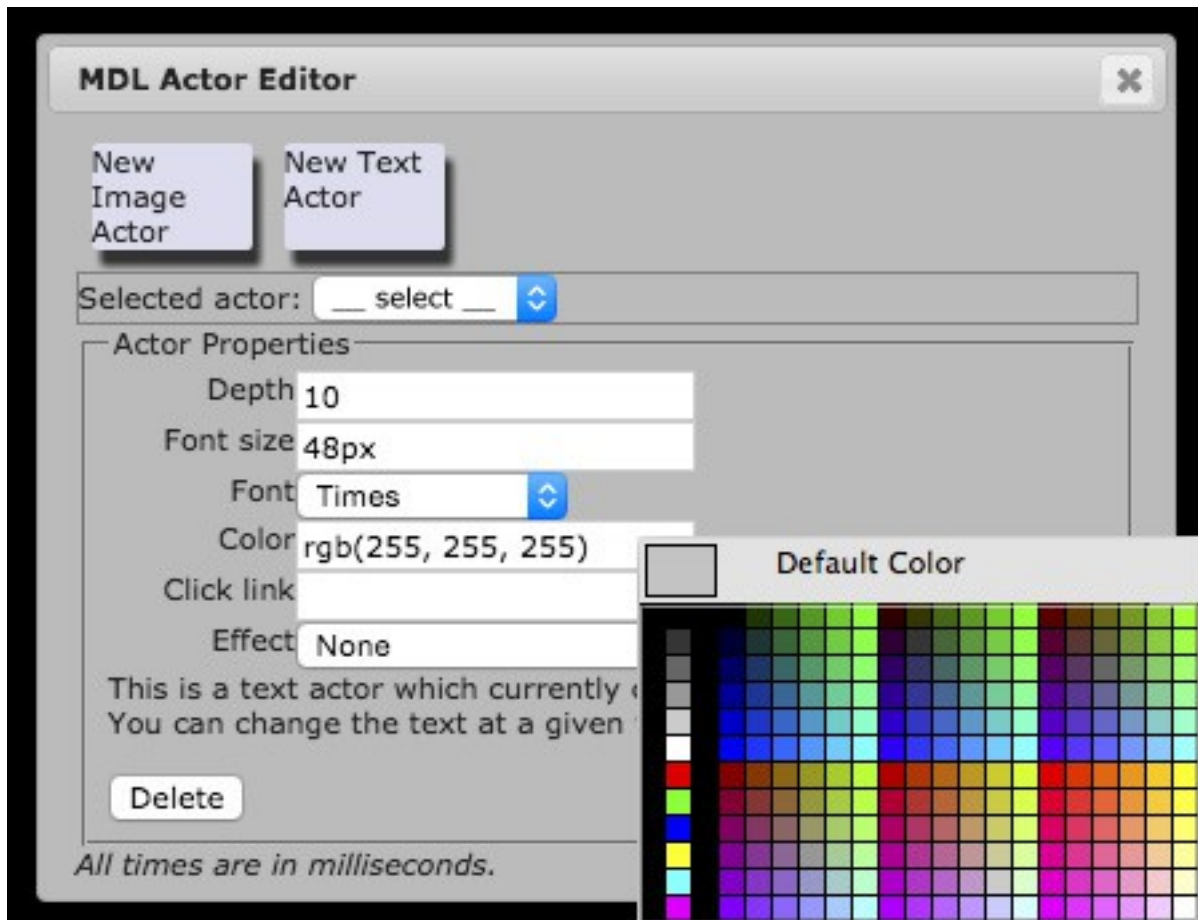 MDL Actor Editor
New Image Actor
New Text Actor
Selected actor: __ select __
Actor Properties
Depth 10
Font size 48px
Font Times
Color rgb(255, 255, 255)
Default Color
Click link
Effect None
This is a text actor which currently
You can change the text at a given
Delete
All times are in milliseconds.